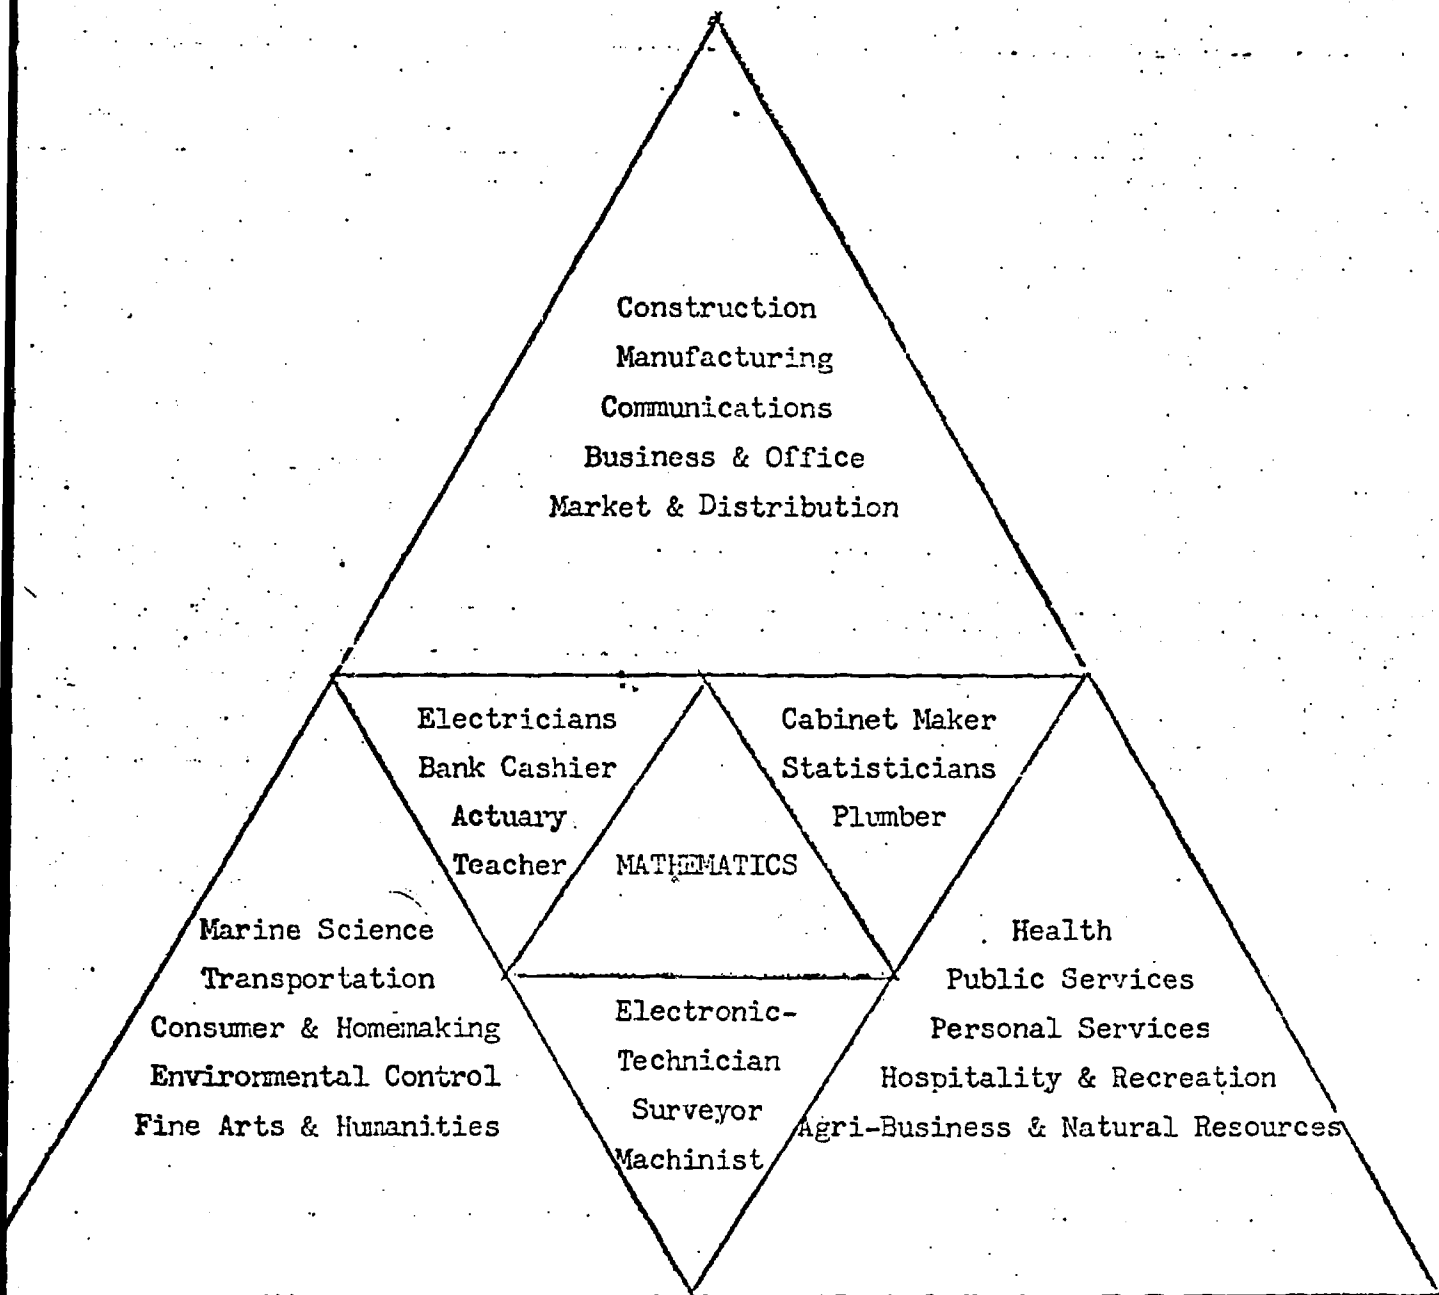 Construction
Manufacturing
Communications
Business & Office
Market & Distribution
Electricians
Bank Cashier
Actuary
Teacher
MATHEMATICS
Cabinet Maker
Statisticians
Plumber
Marine Science
Transportation
Consumer & Homemaking
Environmental Control
Fine Arts & Humanities
Electronic-
Technician
Surveyor
Machinist
Health
Public Services
Personal Services
Hospitality & Recreation
Agri-Business & Natural Resources